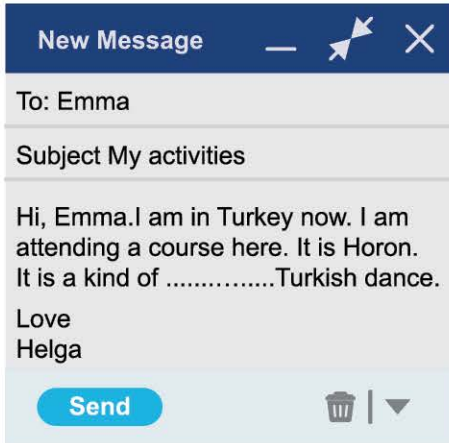 New Message
To: Emma
Subject My activities
Hi, Emma.I am in Turkey now. I am
attending a course here. It is Horon.
It is a kind of ................Turkish dance.
Love
Helga
Send